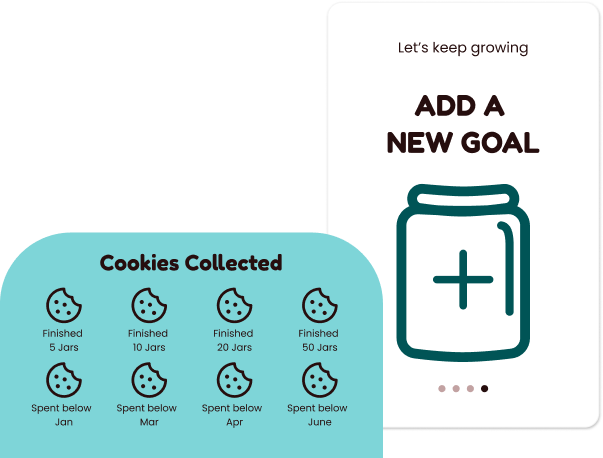 Let's keep growing
ADD A
NEW GOAL
Cookies Collected
Finished
5 Jars
Finished
10 Jars
Finished
20 Jars
Finished
50 Jars
Spent below
Jan
Spent below
Mar
Spent below
Apr
Spent below
June